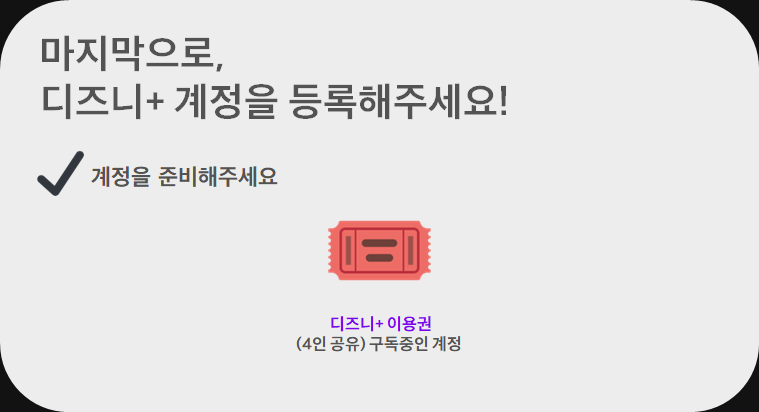 마지막으로,
디즈니+ 계정을 등록해주세요!
계정을 준비해주세요
디즈니+ 이용권
(4인 공유) 구독중인 계정